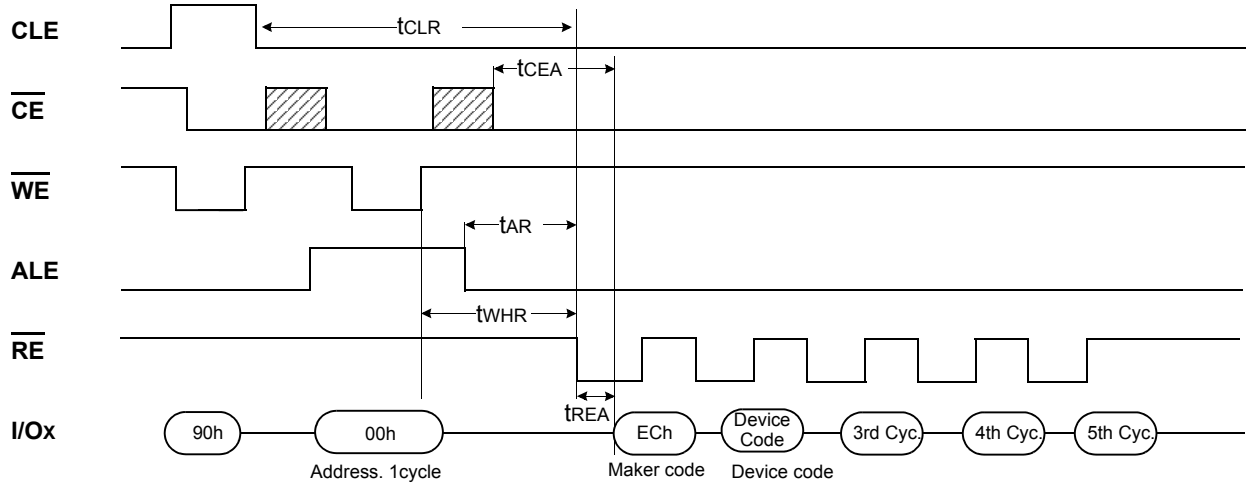 CLE
tCLR
tCEA
CE
WE
tAR
ALE
tWHR
RE
tREA
I/Ox
90h
00h
ECh
Device
Code
3rd Cyc.
4th Cyc.
5th Cyc.
Address. 1cycle
Maker code
Device code